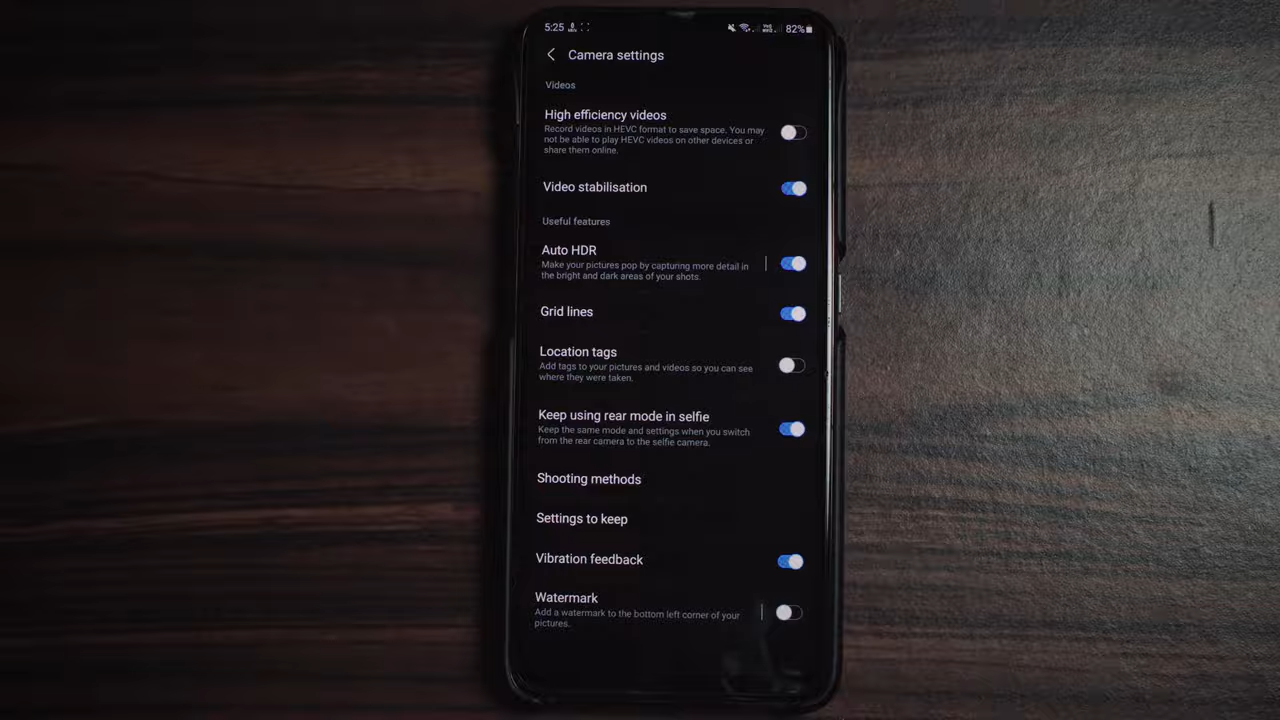 5:25
82%
Camera settings
Videos
High efficiency videos
Record videos in HEVC format to save space. You may
not be able to play HEVC videos on other devices or
share them online.
Video stabilisation
Useful features
Auto HDR
Make your pictures pop by capturing more detail in
the bright and dark areas of your shots.
Grid lines
Location tags
Add tags to your pictures and videos so you can see
where they were taken.
Keep using rear mode in selfie
Keep the same mode and settings when you switch
from the rear camera to the selfie camera.
Shooting methods
Settings to keep
Vibration feedback
Watermark
Add a watermark to the bottom left corner of your
pictures.